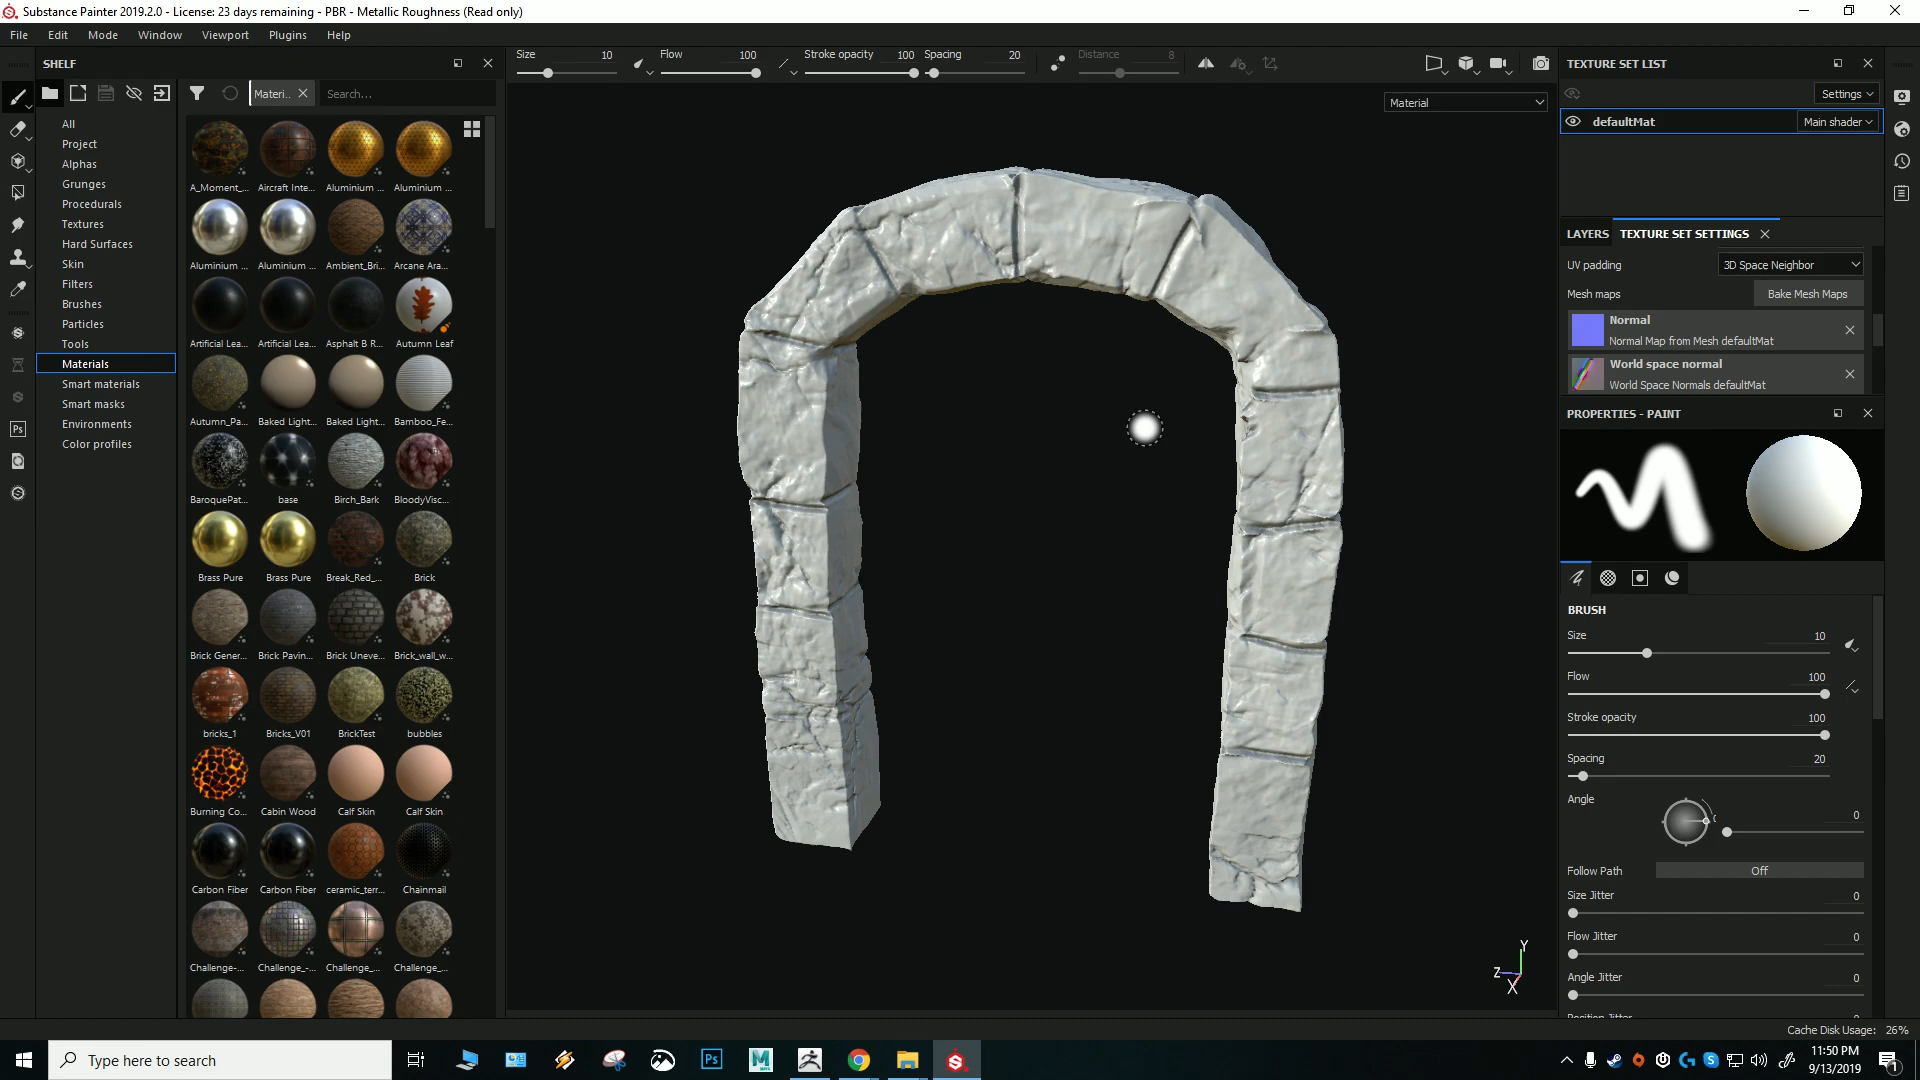 Substance Painter 2019.2.0 - License: 23 days remaining - PBR - Metallic Roughness (Read only)
File Edit Mode Window Viewport Plugins Help
SHELF
Materi.. Search...
All
Project
Alphas
Grunges
Procedurals
Textures
Hard Surfaces
Skin
Filters
Brushes
Particles
Tools
Materials
Smart materials
Smart masks
Environments
Color profiles
A_Moment_... Aircraft Inte... Aluminium ... Aluminium ...
Aluminium ... Aluminium ... Ambient_Bri... Arcane Ara...
Artificial Lea... Artificial Lea... Asphalt B R... Autumn Leaf
Autumn_Pa... Baked Light... Baked Light... Bamboo_Fe...
BaroquePat... base Birch_Bark BloodyVisc...
Brass Pure Brass Pure Break_Red_... Brick
Brick Gener... Brick Pavin... Brick Uneve... Brick_wall_w...
bricks_1 Bricks_V01 BrickTest bubbles
Burning Co... Cabin Wood Calf Skin Calf Skin
Carbon Fiber Carbon Fiber ceramic_terr... Chainmail
Challenge-... Challenge_-... Challenge_... Challenge_...
Size 10 Flow 100 Stroke opacity 100 Spacing 20 Distance 8
Material
Y
Z
X
TEXTURE SET LIST
Settings
defaultMat Main shader
LAYERS TEXTURE SET SETTINGS
UV padding 3D Space Neighbor
Mesh maps Bake Mesh Maps
Normal
Normal Map from Mesh defaultMat
World space normal
World Space Normals defaultMat
PROPERTIES - PAINT
BRUSH
Size 10
Flow 100
Stroke opacity 100
Spacing 20
Angle 0
Follow Path Off
Size Jitter 0
Flow Jitter 0
Angle Jitter 0
Cache Disk Usage: 26%
Type here to search
Ps
M
11:50 PM
9/13/2019
1